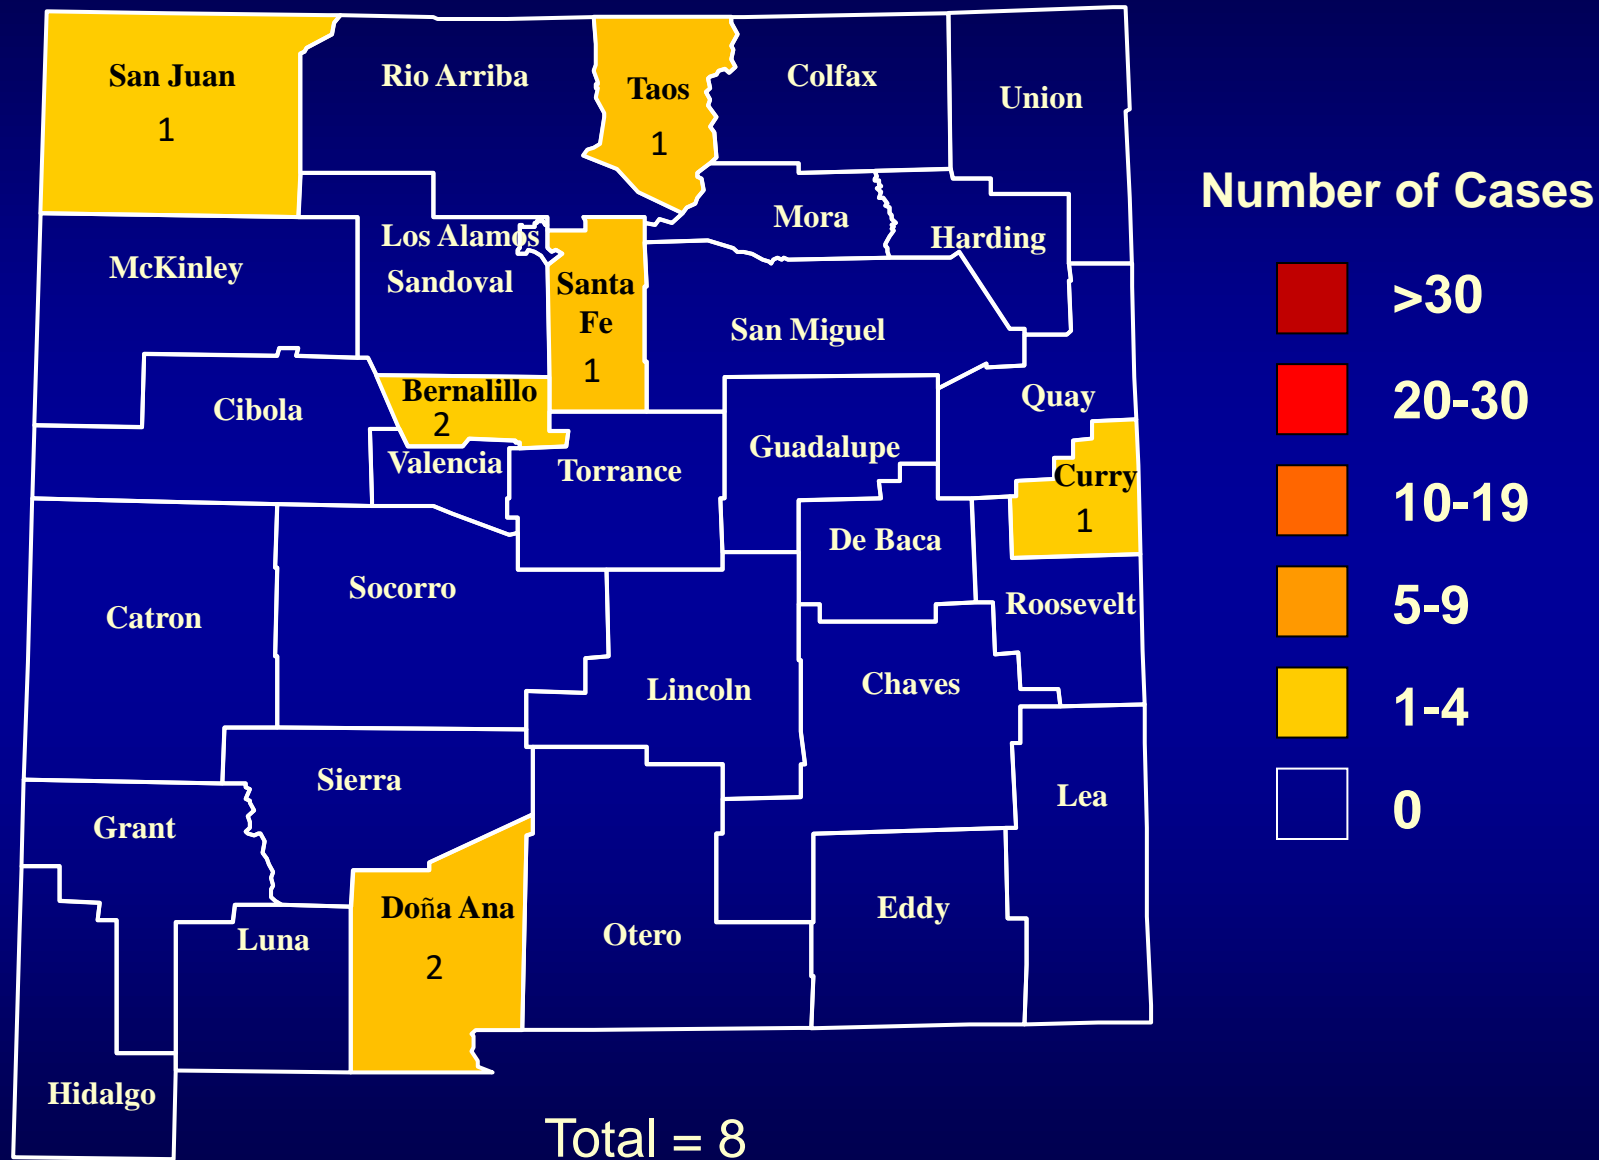 San Juan
1
Rio Arriba
Taos
1
Colfax
Union
Mora
Harding
McKinley
Los Alamos
Sandoval
Santa
Fe
1
San Miguel
Cibola
Bernalillo
2
Valencia
Torrance
Guadalupe
Quay
Curry
1
De Baca
Roosevelt
Catron
Socorro
Lincoln
Chaves
Sierra
Lea
Grant
Doña Ana
2
Otero
Eddy
Luna
Hidalgo
Total = 8
Number of Cases
>30
20-30
10-19
5-9
1-4
0